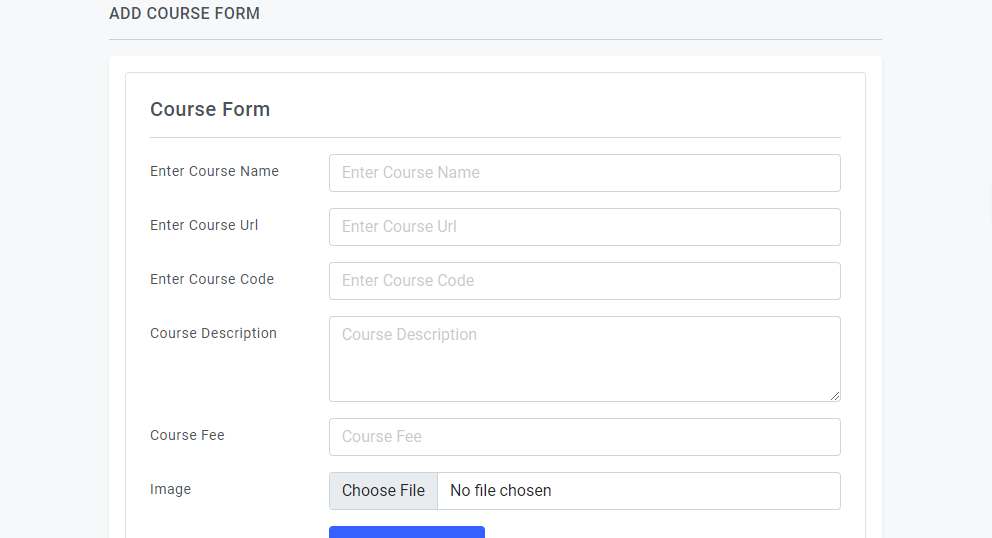 ADD COURSE FORM
Course Form
Enter Course Name
Enter Course Name
Enter Course Url
Enter Course Url
Enter Course Code
Enter Course Code
Course Description
Course Description
Course Fee
Course Fee
Image
Choose File No file chosen